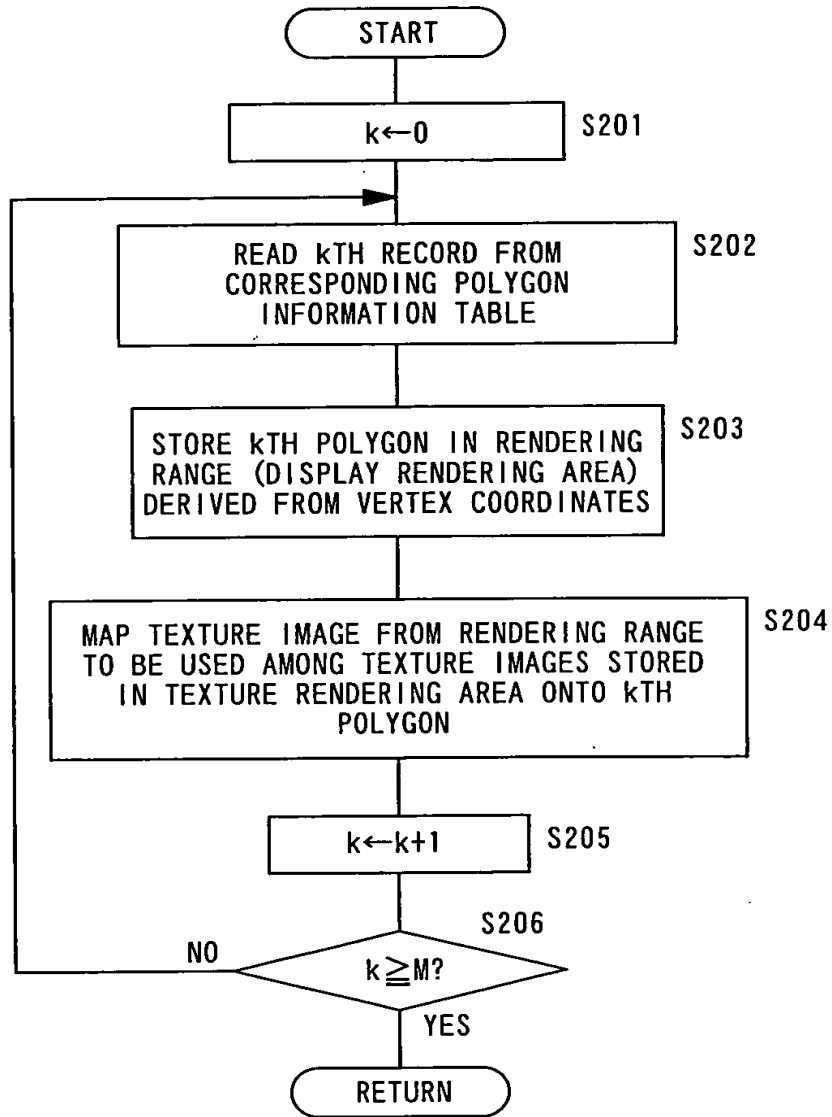 START
k←0
S201
READ kTH RECORD FROM
CORRESPONDING POLYGON
INFORMATION TABLE
S202
STORE kTH POLYGON IN RENDERING
RANGE (DISPLAY RENDERING AREA)
DERIVED FROM VERTEX COORDINATES
S203
MAP TEXTURE IMAGE FROM RENDERING RANGE
TO BE USED AMONG TEXTURE IMAGES STORED
IN TEXTURE RENDERING AREA ONTO kTH
POLYGON
S204
k←k+1
S205
S206
NO
k≧M?
YES
RETURN